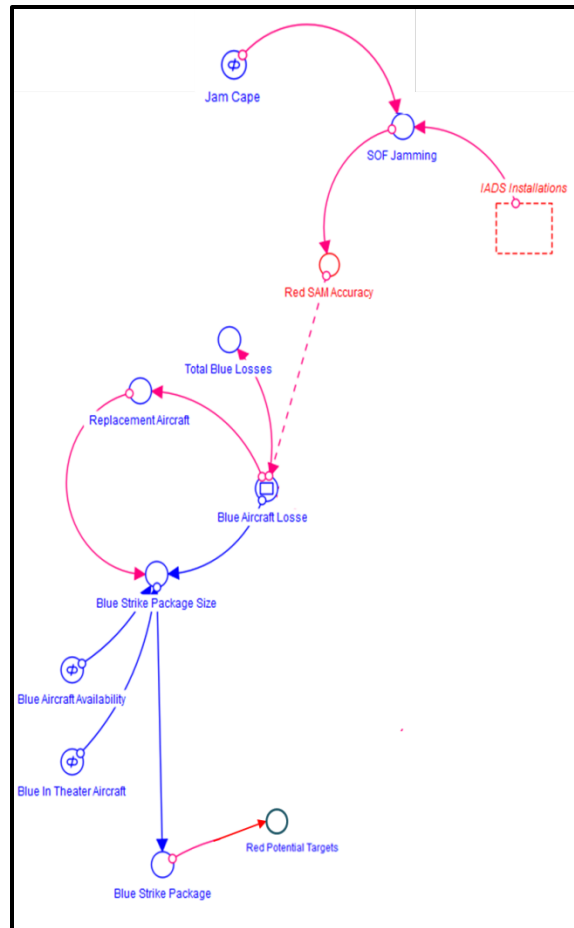 Jam Cape
SOF Jamming
IADS Installations
Red SAM Accuracy
Total Blue Losses
Replacement Aircraft
Blue Aircraft Losse
Blue Strike Package Size
Blue Aircraft Availability
Blue In Theater Aircraft
Red Potential Targets
Blue Strike Package